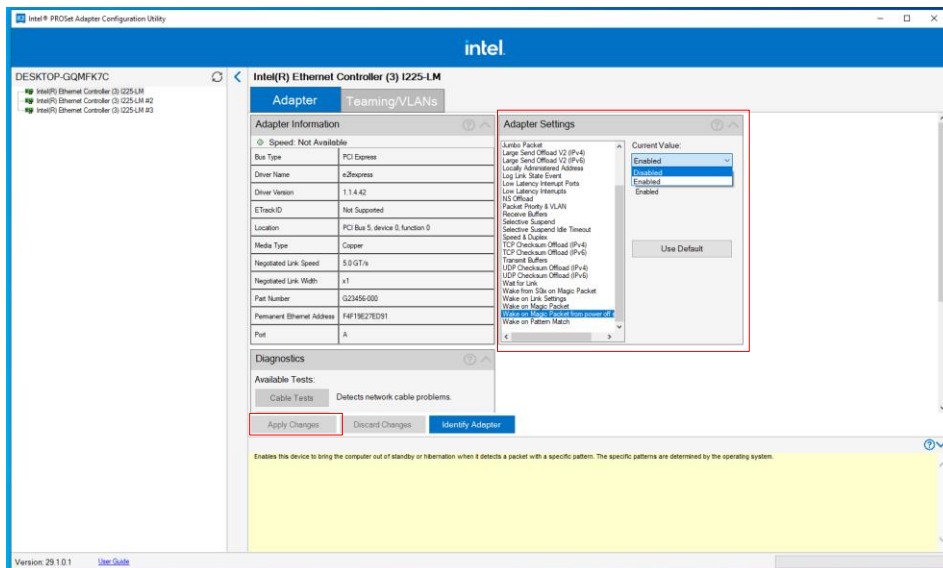 Intel® PROSet Adapter Configuration Utility
intel.
DESKTOP-GQMFK7C
Intel(R) Ethernet Controller (3) I225-LM
Intel(R) Ethernet Controller (3) I225-LM #2
Intel(R) Ethernet Controller (3) I225-LM #3
Intel(R) Ethernet Controller (3) I225-LM
Adapter
Teaming/VLANs
Adapter Information
Speed: Not Available
Bus Type PCI Express
Driver Name e2fexpress
Driver Version 1.1.4.42
ETrackID Not Supported
Location PCI Bus 5, device 0, function 0
Media Type Copper
Negotiated Link Speed 5.0 GT/s
Negotiated Link Width x1
Part Number G23456-000
Permanent Ethernet Address F4F19E27ED91
Port A
Diagnostics
Available Tests:
Cable Tests Detects network cable problems.
Adapter Settings
Jumbo Packet
Large Send Offload V2 (IPv4)
Large Send Offload V2 (IPv6)
Locally Administered Address
Log Link State Event
Low Latency Interrupt Ports
Low Latency Interrupts
NS Offload
Packet Priority & VLAN
Receive Buffers
Selective Suspend
Selective Suspend Idle Timeout
Speed & Duplex
TCP Checksum Offload (IPv4)
TCP Checksum Offload (IPv6)
Transmit Buffers
UDP Checksum Offload (IPv4)
UDP Checksum Offload (IPv6)
Wait for Link
Wake from S0ix on Magic Packet
Wake on Link Settings
Wake on Magic Packet
Wake on Magic Packet from power off
Wake on Pattern Match
Current Value:
Enabled
Disabled
Enabled
Enabled
Use Default
Apply Changes
Discard Changes
Identify Adapter
Enables this device to bring the computer out of standby or hibernation when it detects a packet with a specific pattern. The specific patterns are determined by the operating system.
Version: 29.1.0.1
User Guide